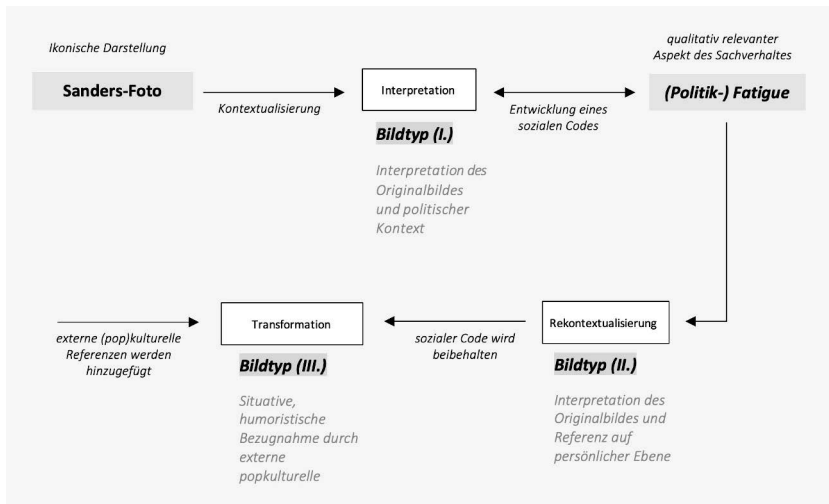 Ikonische Darstellung
Sanders-Foto
Kontextualisierung
Interpretation
Bildtyp (I.)
Interpretation des
Originalbildes
und politischer
Kontext
Entwicklung eines
sozialen Codes
qualitativ relevanter
Aspekt des Sachverhaltes
(Politik-) Fatigue
externe (pop)kulturelle
Referenzen werden
hinzugefügt
Transformation
Bildtyp (III.)
Situative,
humoristische
Bezugnahme durch
externe
popkulturelle
sozialer Code wird
beibehalten
Rekontextualisierung
Bildtyp (II.)
Interpretation des
Originalbildes und
Referenz auf
persönlicher Ebene